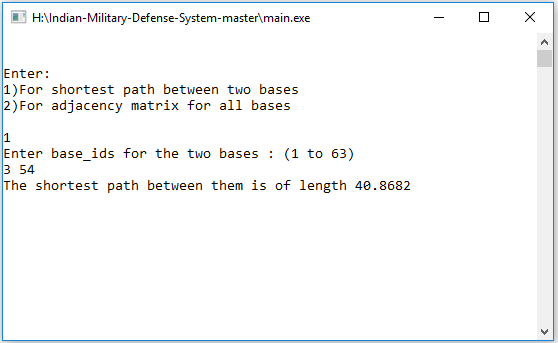 H:\Indian-Military-Defense-System-master\main.exe
Enter:
1)For shortest path between two bases
2)For adjacency matrix for all bases
1
Enter base_ids for the two bases : (1 to 63)
3 54
The shortest path between them is of length 40.8682